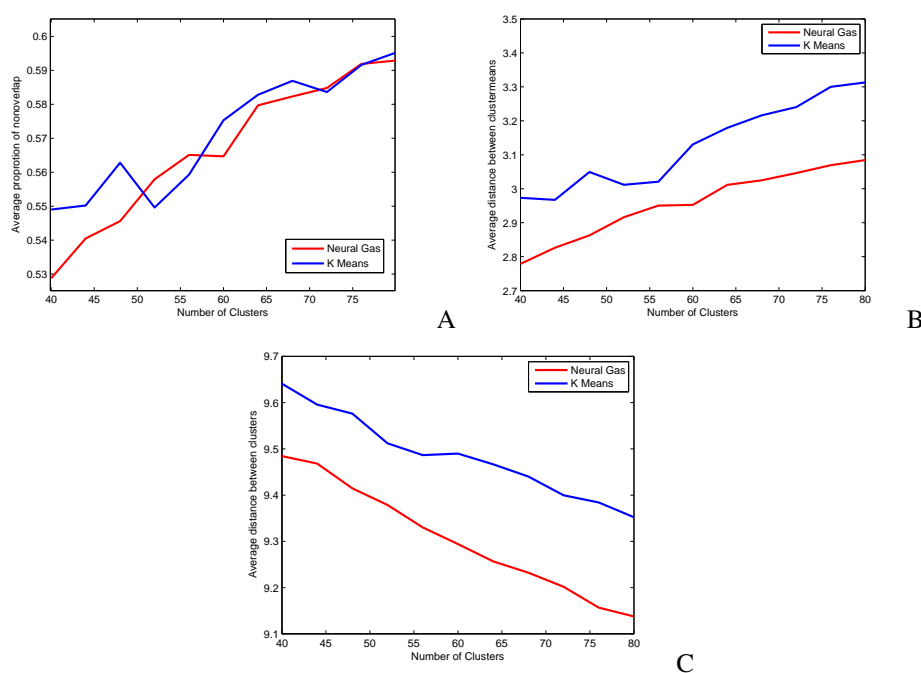 0.6
0.59
0.58
0.57
0.56
0.55
0.54
0.53
40 45 50 55 60 65 70 75
Average proprotion of nonoverlap
Number of Clusters
Neural Gas
K Means
A
3.5
3.4
3.3
3.2
3.1
3
2.9
2.8
2.7
40 45 50 55 60 65 70 75 80
Average distance between clustermeans
Number of Clusters
Neural Gas
K Means
B
9.7
9.6
9.5
9.4
9.3
9.2
9.1
40 45 50 55 60 65 70 75 80
Average distance between clusters
Number of Clusters
Neural Gas
K Means
C